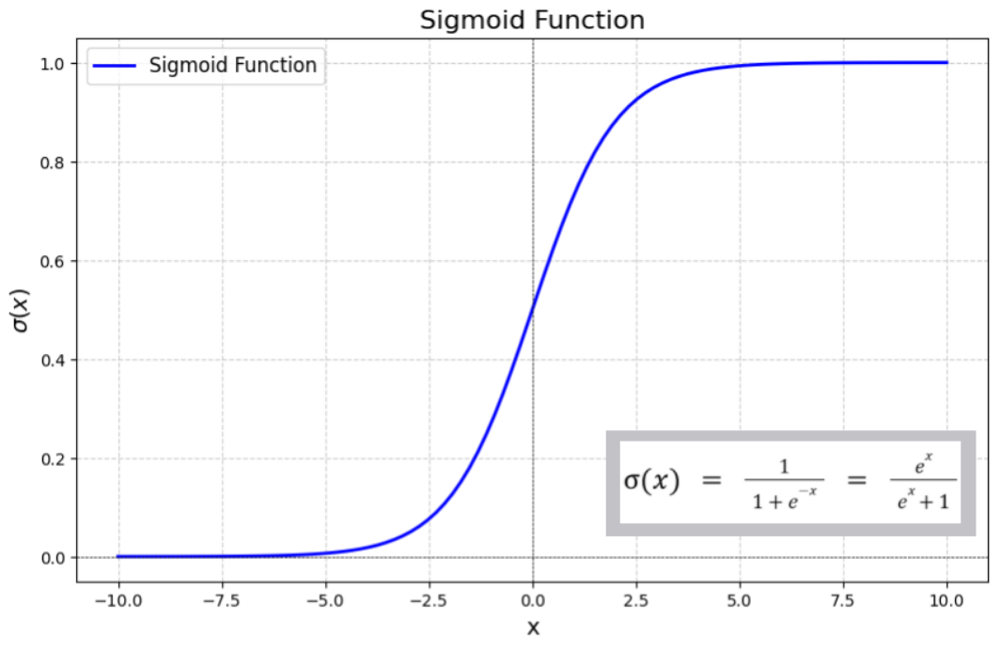 Sigmoid Function
Sigmoid Function
1.0
0.8
0.6
0.4
0.2
0.0
σ(x)
σ(x) = 1 / (1 + e^{-x}) = e^x / (e^x + 1)
−10.0 −7.5 −5.0 −2.5 0.0 2.5 5.0 7.5 10.0
x